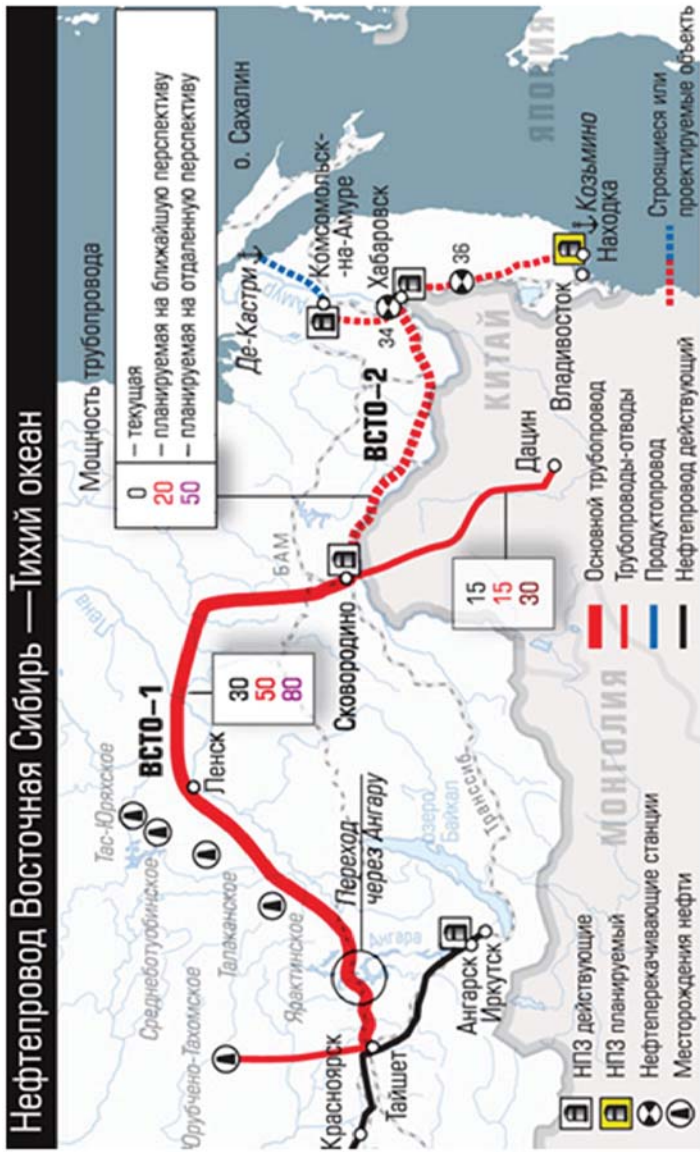 Нефтепровод Восточная Сибирь —Тихий океан
Мощность трубопровода
0 – текущая
20 – планируемая на ближайшую перспективу
50 – планируемая на отдаленную перспективу
о. Сахалин
Де-Кастри
Комсомольск-
-на-Амуре
Амур
Хабаровск
34
36
Козьмино
Находка
Владивосток
ЯПОНИЯ
КИТАЙ
МОНГОЛИЯ
ВСТО–2
БАМ
Лена
ВСТО–1
30
50
80
Ленск
Сковородино
15
15
30
Дацин
Тас-Юряхское
Среднеботуобинское
Талаканское
Ярактинское
Юрубчено-Тахомское
Переход
через Ангару
озеро
Байкал
Транссиб
Ангара
Красноярск
Тайшет
Ангарск
Иркутск
НПЗ действующие
НПЗ планируемый
Нефтеперекачивающие станции
Месторождения нефти
Основной трубопровод
Трубопроводы-отводы
Продуктопровод
Нефтепровод действующий
Строящиеся или
проектируемые объекть